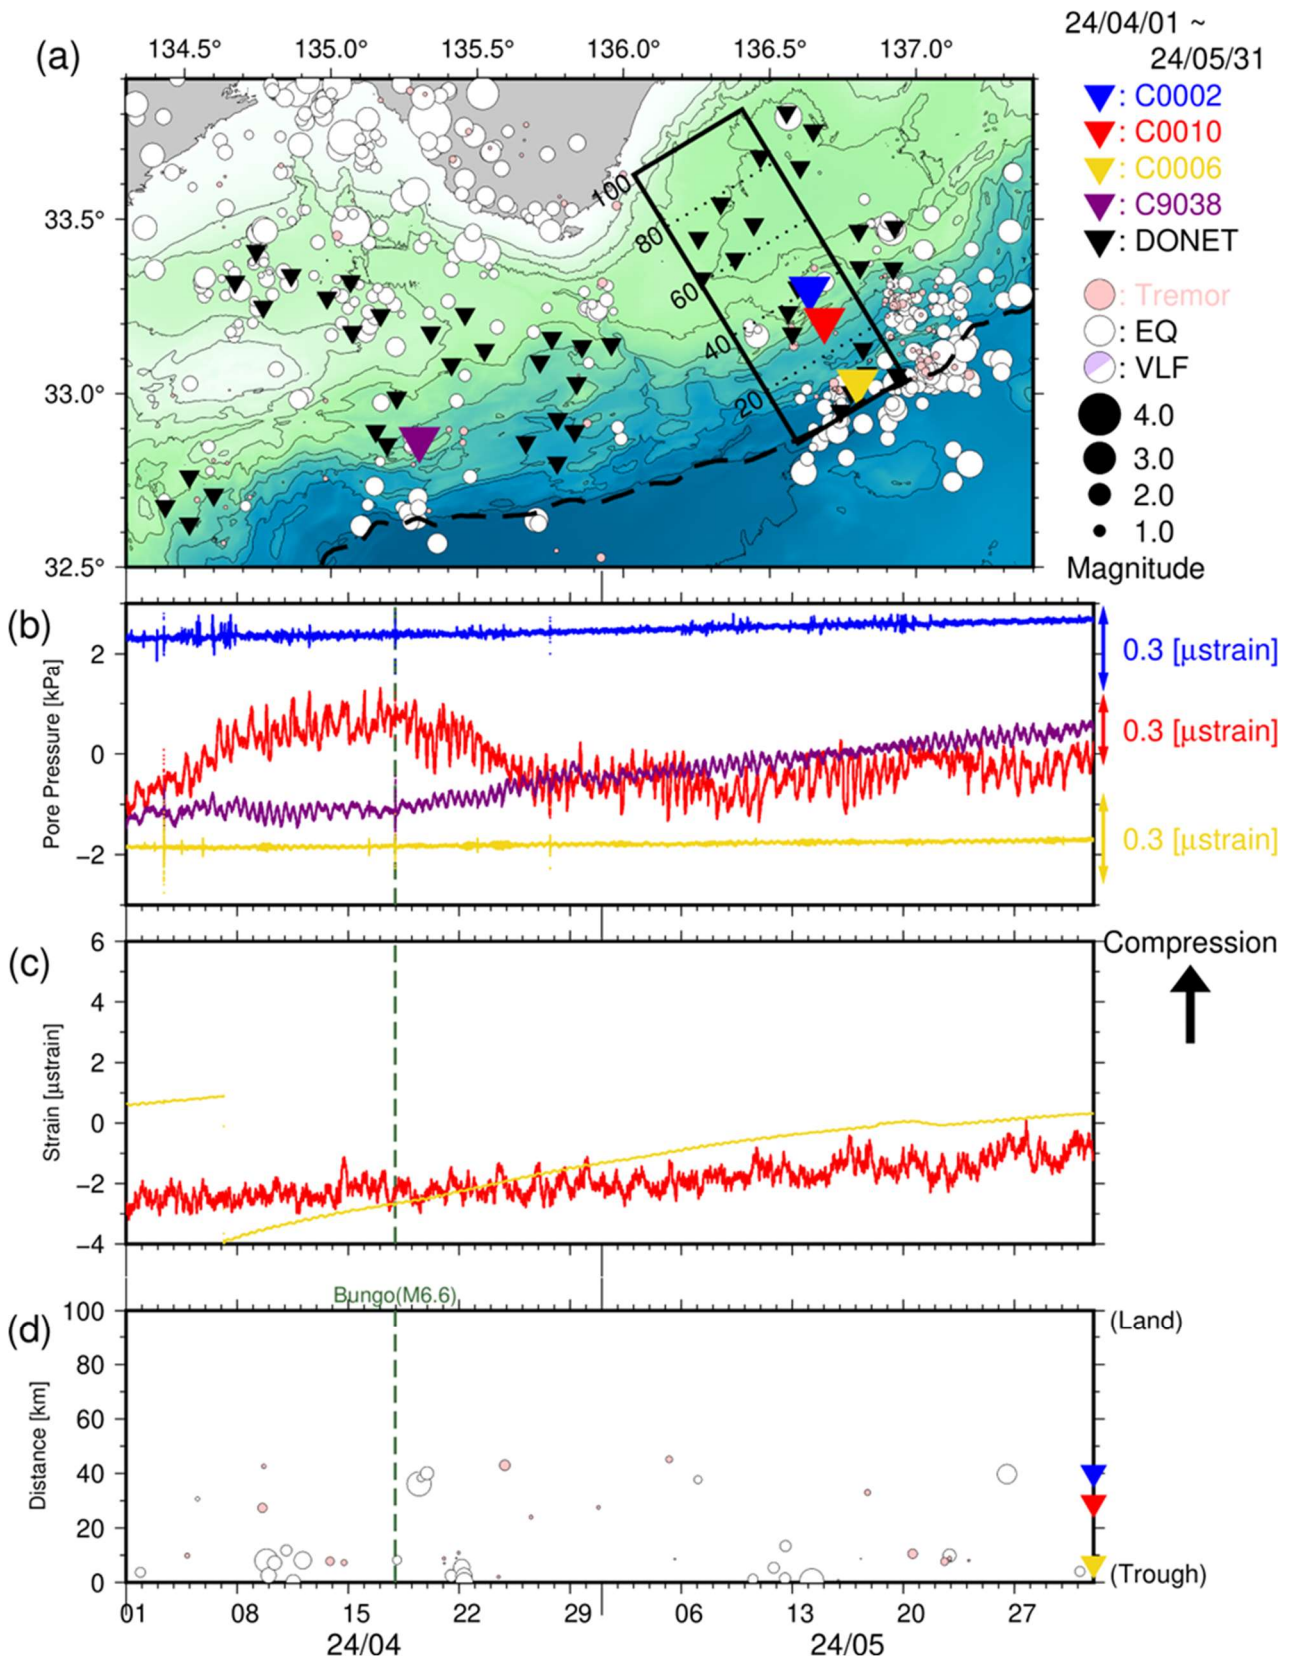 24/04/01 ~
24/05/31
(a)
134.5° 135.0° 135.5° 136.0° 136.5° 137.0°
33.5°
33.0°
32.5°
100
80
60
40
20
: C0002
: C0010
: C0006
: C9038
: DONET
: Tremor
: EQ
: VLF
4.0
3.0
2.0
1.0
Magnitude
(b)
Pore Pressure [kPa]
2
0
−2
0.3 [μstrain]
0.3 [μstrain]
0.3 [μstrain]
(c)
Strain [μstrain]
6
4
2
0
−2
−4
Compression
Bungo(M6.6)
(d)
Distance [km]
100
80
60
40
20
0
(Land)
(Trough)
01 08 15 22 29 06 13 20 27
24/04 24/05